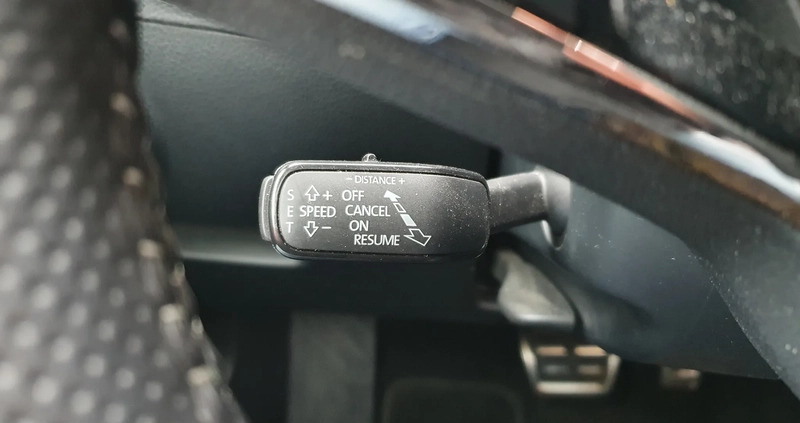 - DISTANCE +
S + OFF
E SPEED CANCEL
T - ON
RESUME